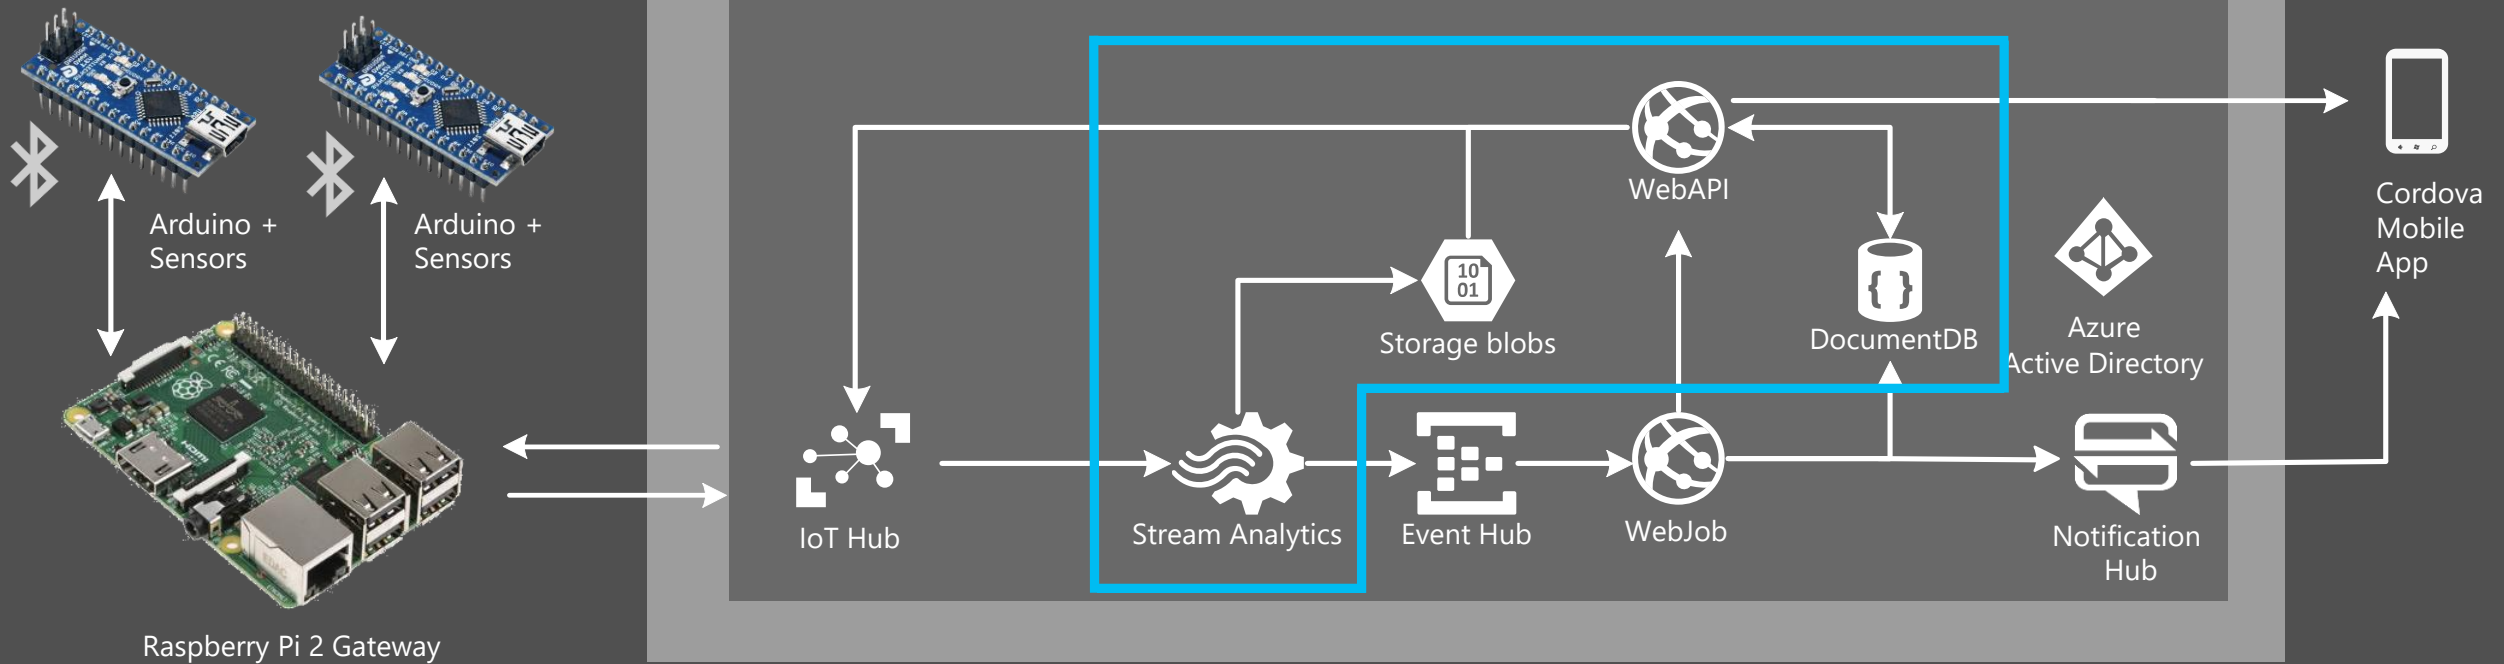 Arduino +
Sensors
Arduino +
Sensors
Raspberry Pi 2 Gateway
WebAPI
10
01
Storage blobs
{ }
DocumentDB
Azure
Active Directory
Cordova
Mobile
App
IoT Hub
Stream Analytics
Event Hub
WebJob
Notification
Hub